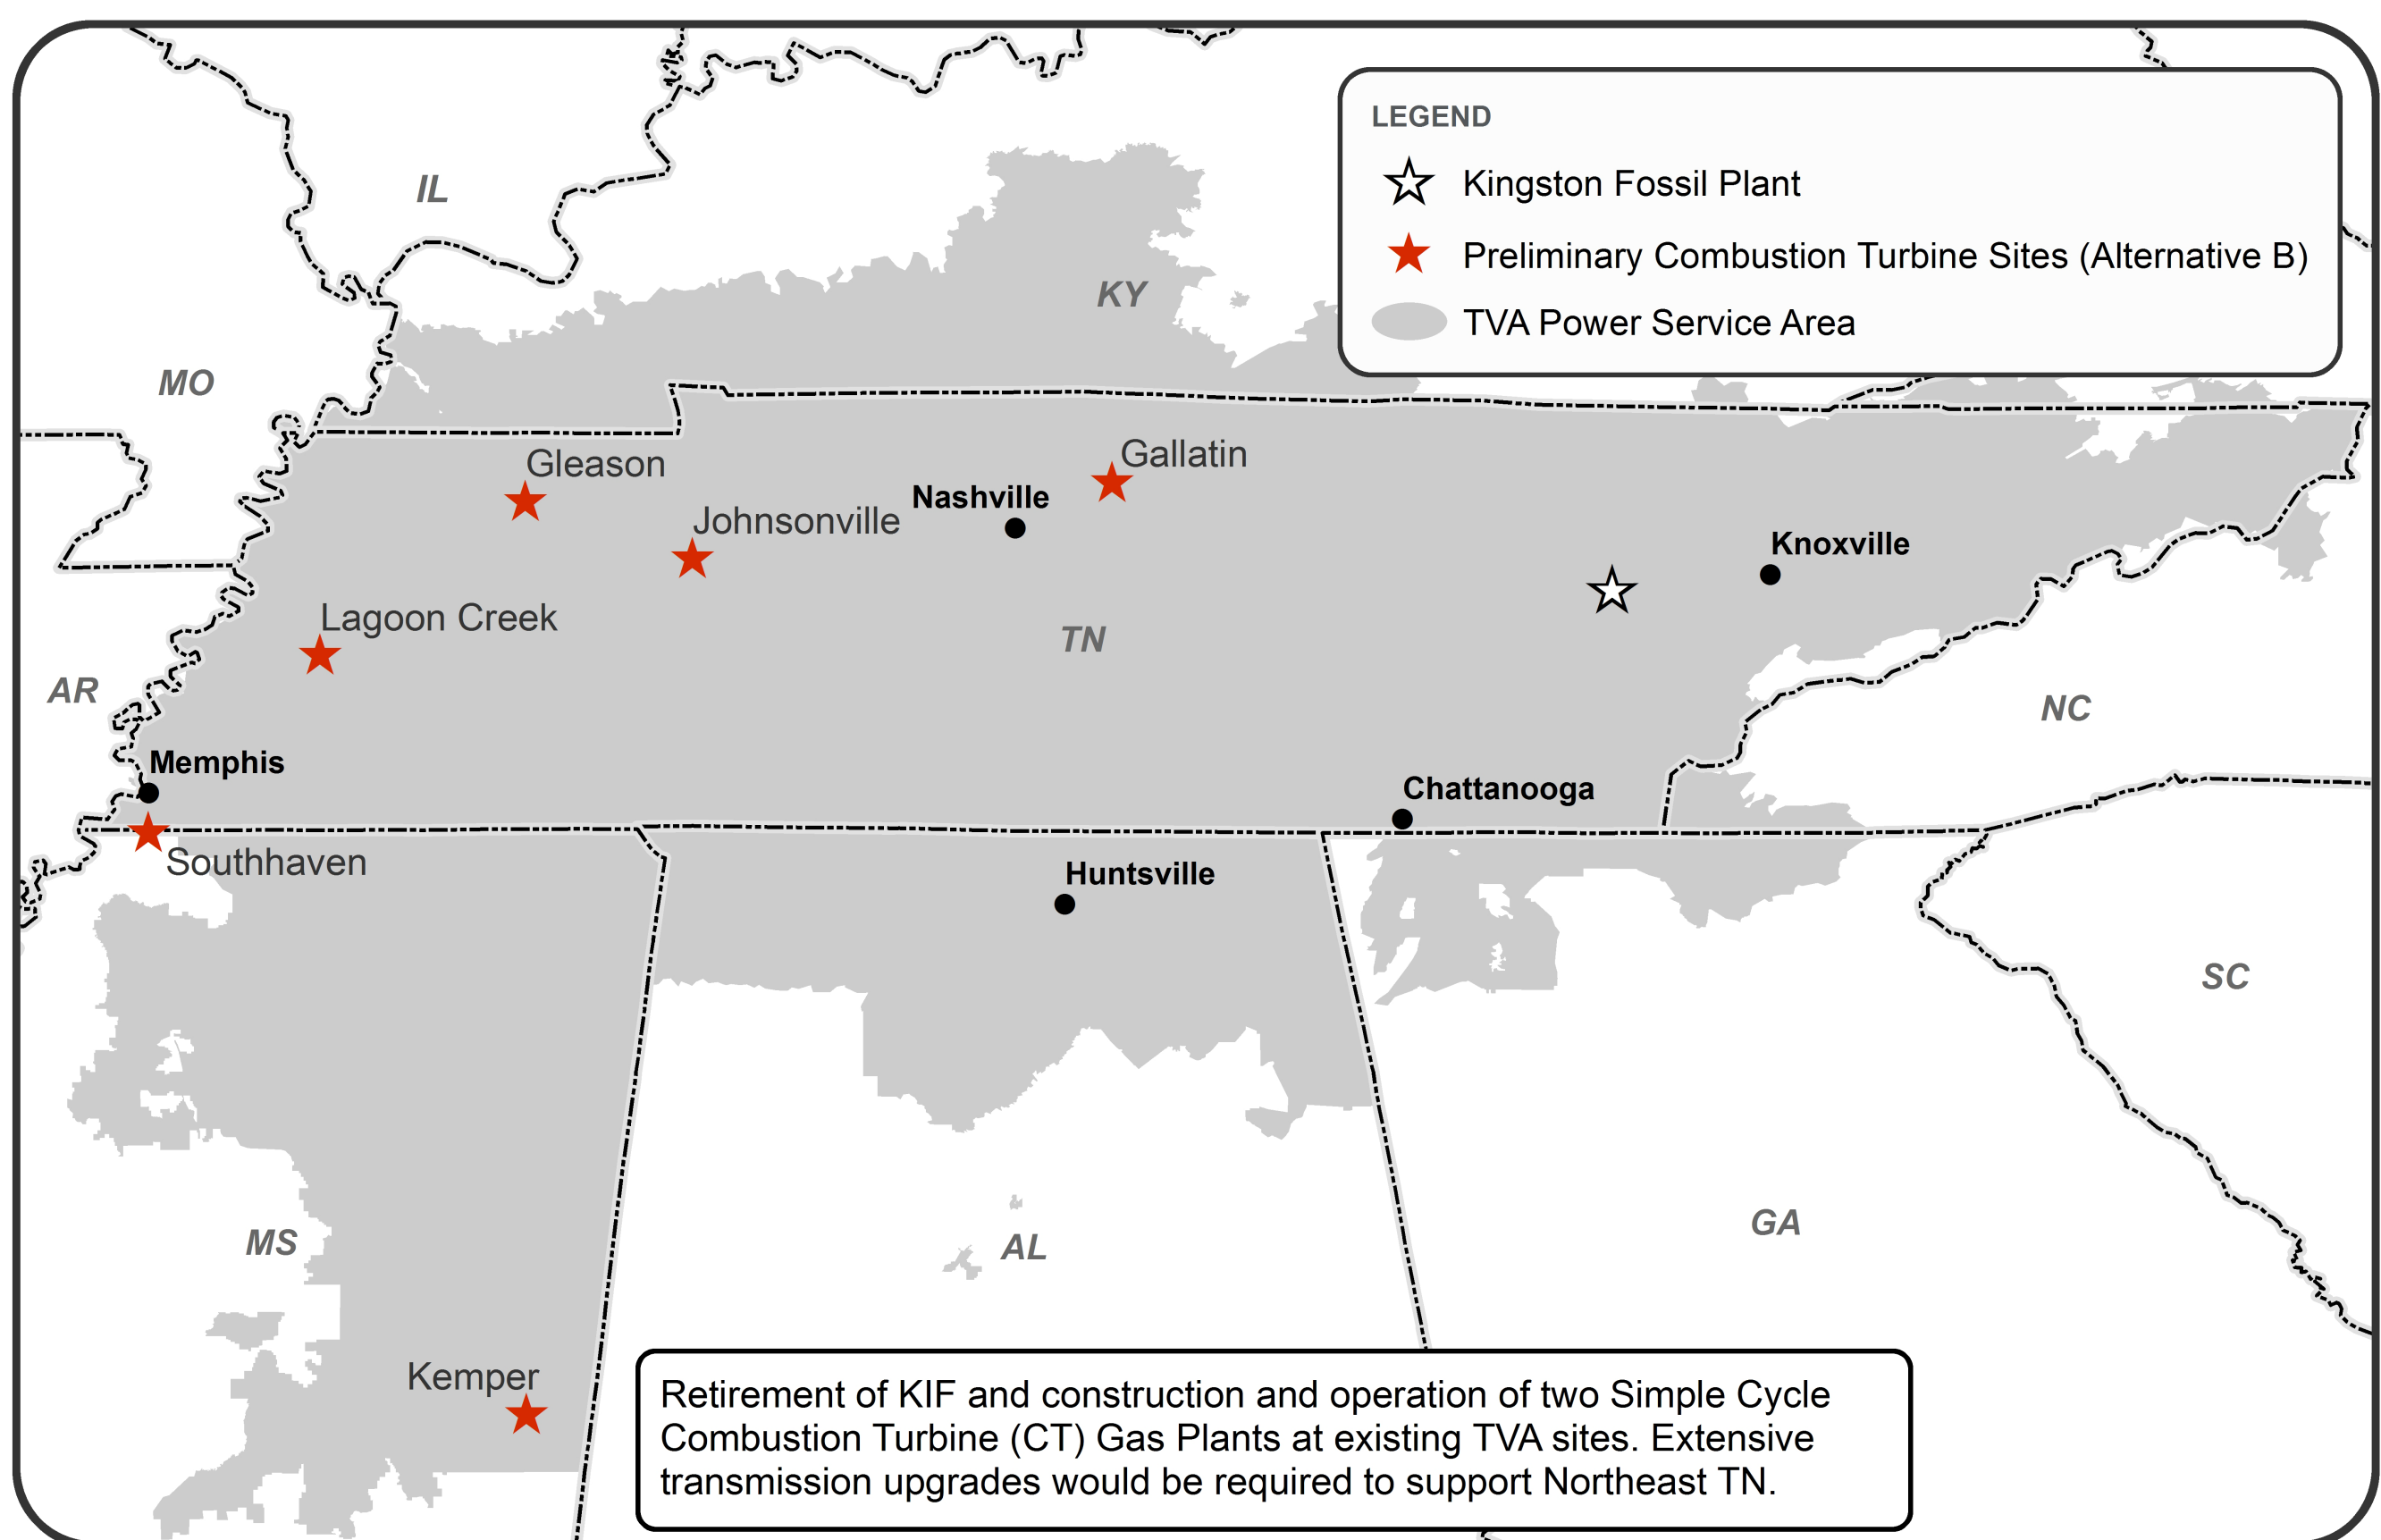 LEGEND
Kingston Fossil Plant
Preliminary Combustion Turbine Sites (Alternative B)
TVA Power Service Area
IL
KY
MO
Gleason
Gallatin
Nashville
Johnsonville
Knoxville
Lagoon Creek
TN
AR
NC
Memphis
Chattanooga
Southhaven
Huntsville
SC
MS
AL
GA
Kemper
Retirement of KIF and construction and operation of two Simple Cycle
Combustion Turbine (CT) Gas Plants at existing TVA sites. Extensive
transmission upgrades would be required to support Northeast TN.